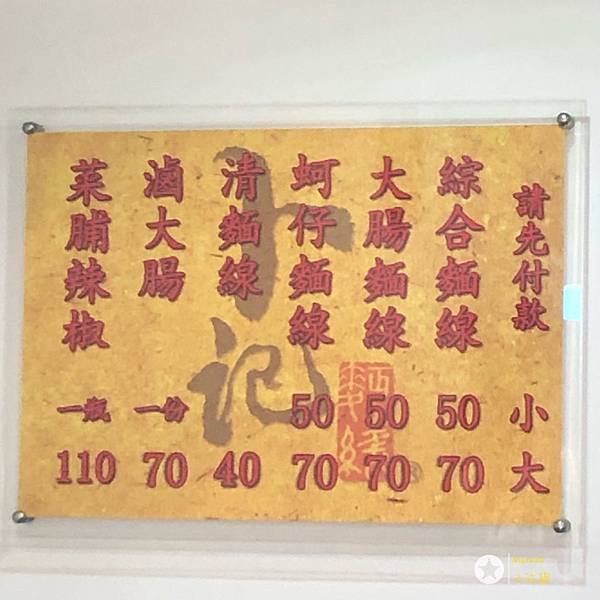 請先付款 小 大
綜合麵線 50 70
大腸麵線 50 70
蚵仔麵線 50 70
清麵線 40
滷大腸 一份 70
菜脯辣椒 一瓶 110
十記